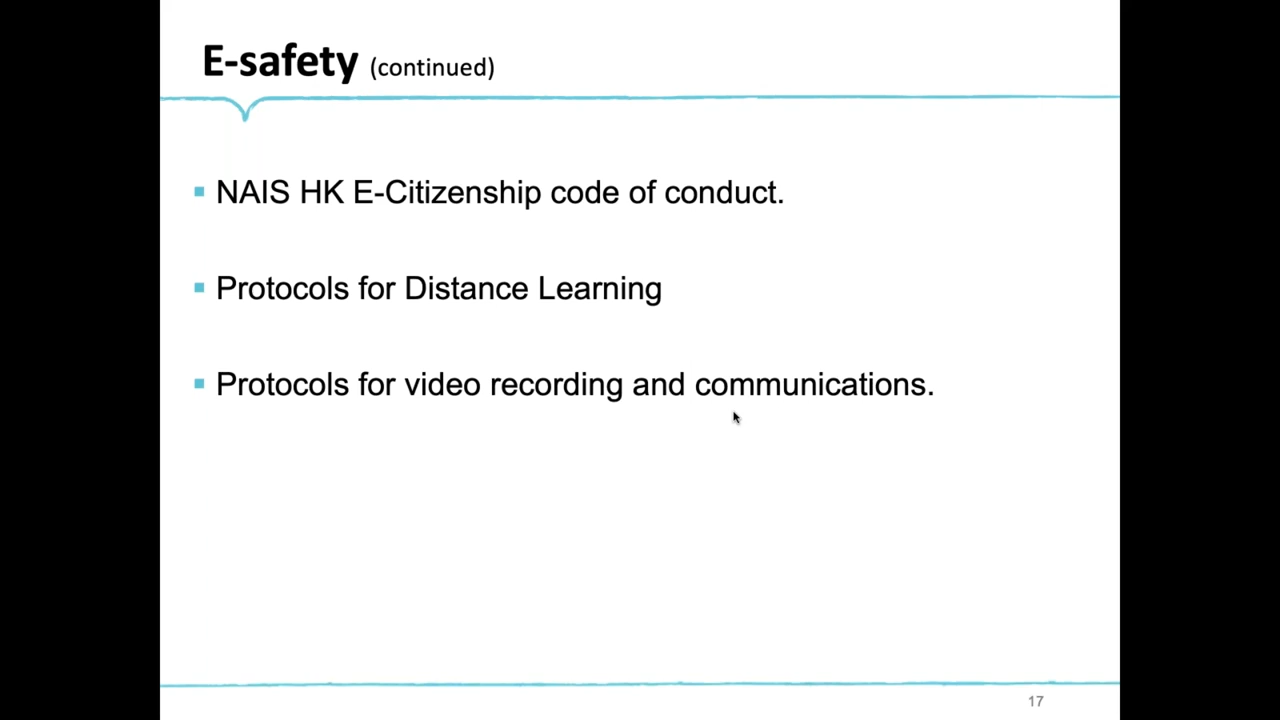 E-safety (continued)
NAIS HK E-Citizenship code of conduct.
Protocols for Distance Learning
Protocols for video recording and communications.
17